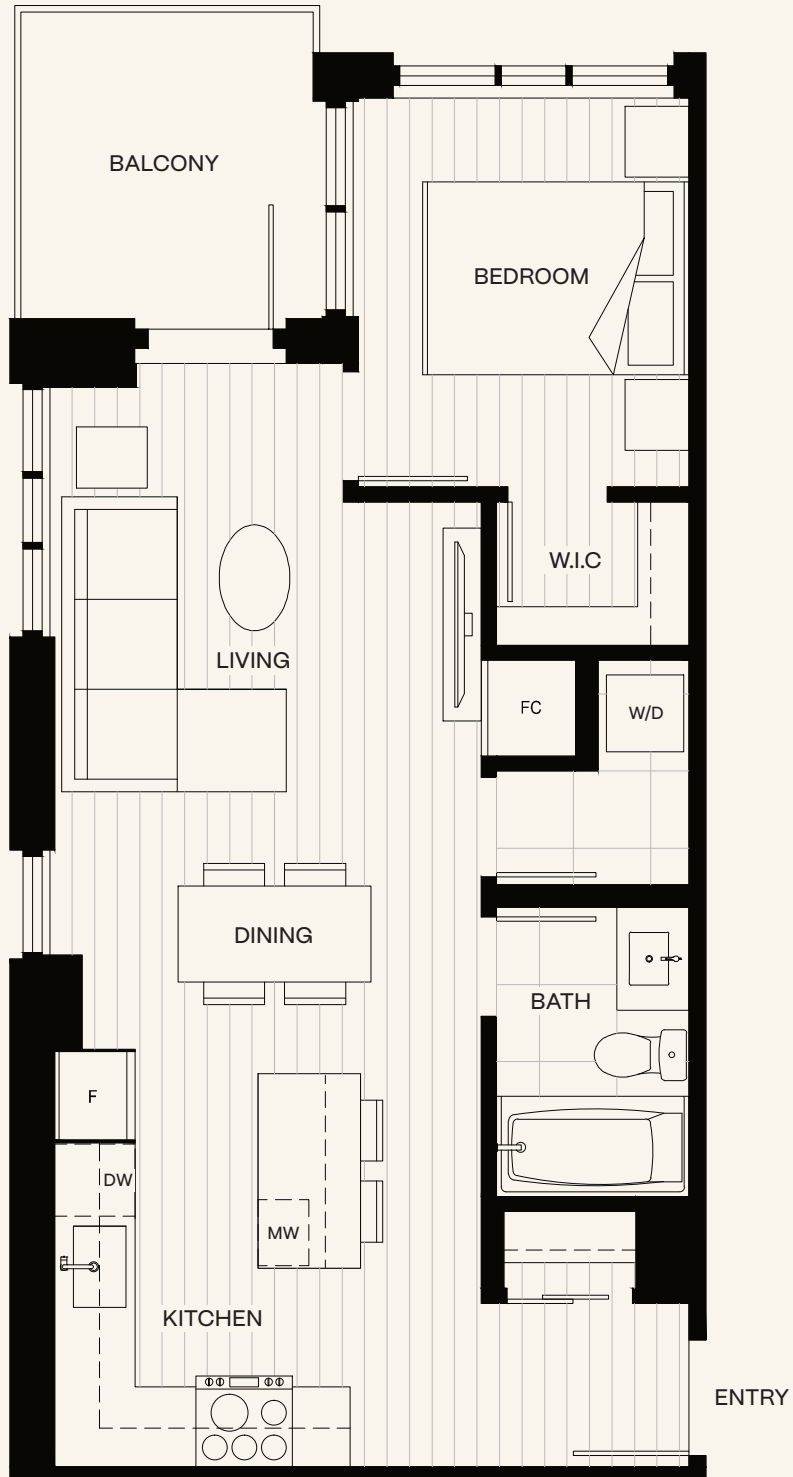 BALCONY
BEDROOM
W.I.C
LIVING
FC
W/D
DINING
BATH
F
DW
MW
KITCHEN
ENTRY